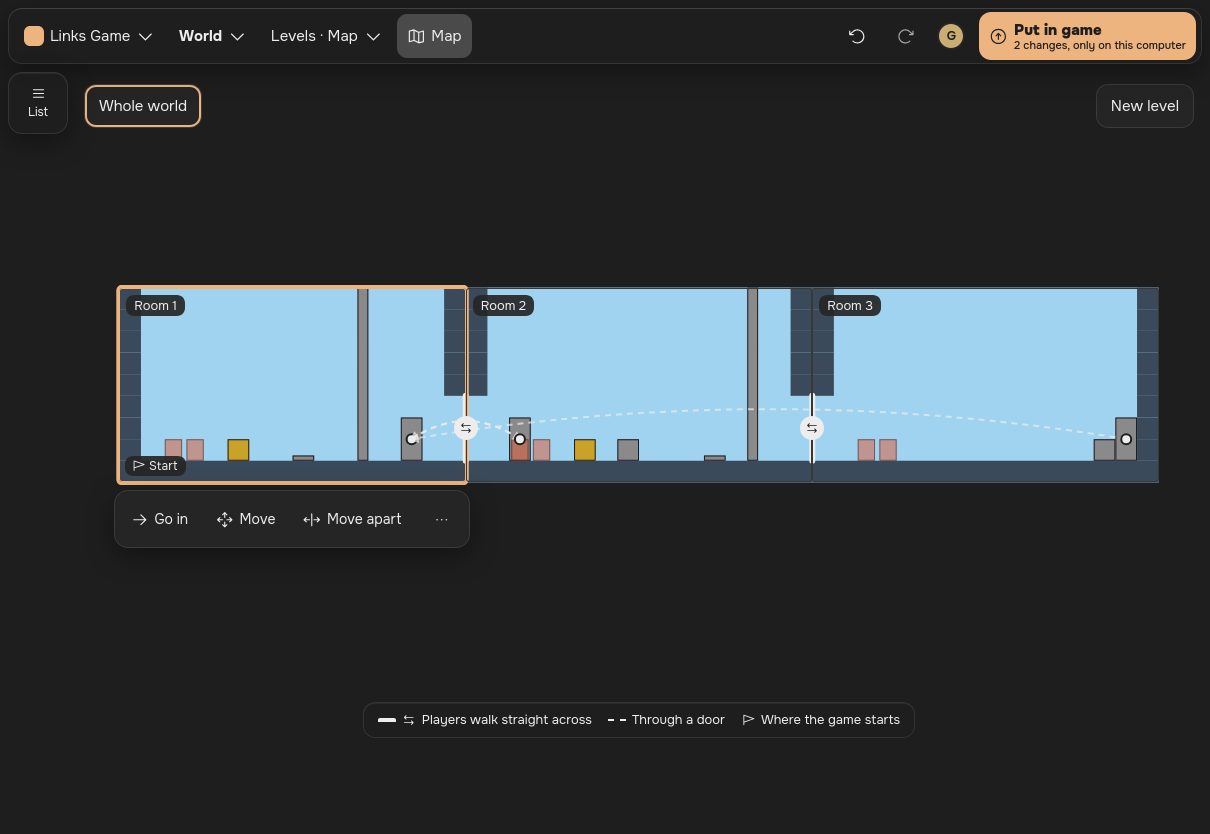 Links Game
World
Levels · Map
Map
G
Put in game
2 changes, only on this computer
List
Whole world
New level
Room 1
Room 2
Room 3
Start
Go in
Move
Move apart
...
Players walk straight across
Through a door
Where the game starts